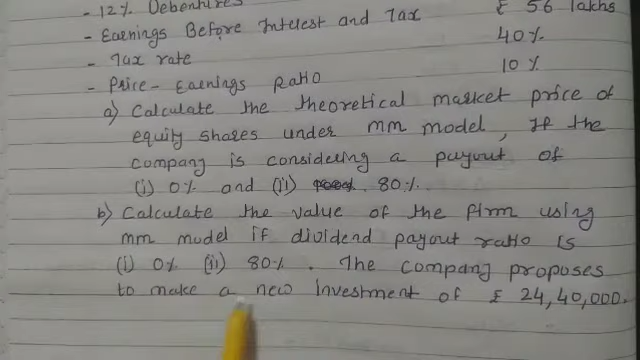 - 12% Debentures
- Earnings Before Interest and Tax ₤ 56 lakhs
- Tax rate 40%
- Price - Earnings Ratio 10%
a) Calculate the theoretical market price of
equity shares under mm model, If the
company is considering a payout of
(i) 0% and (ii) 80%.
b) Calculate the value of the firm using
mm model if dividend payout ratio is
(i) 0% (ii) 80%. The company proposes
to make a new investment of ₤ 24,40,000.